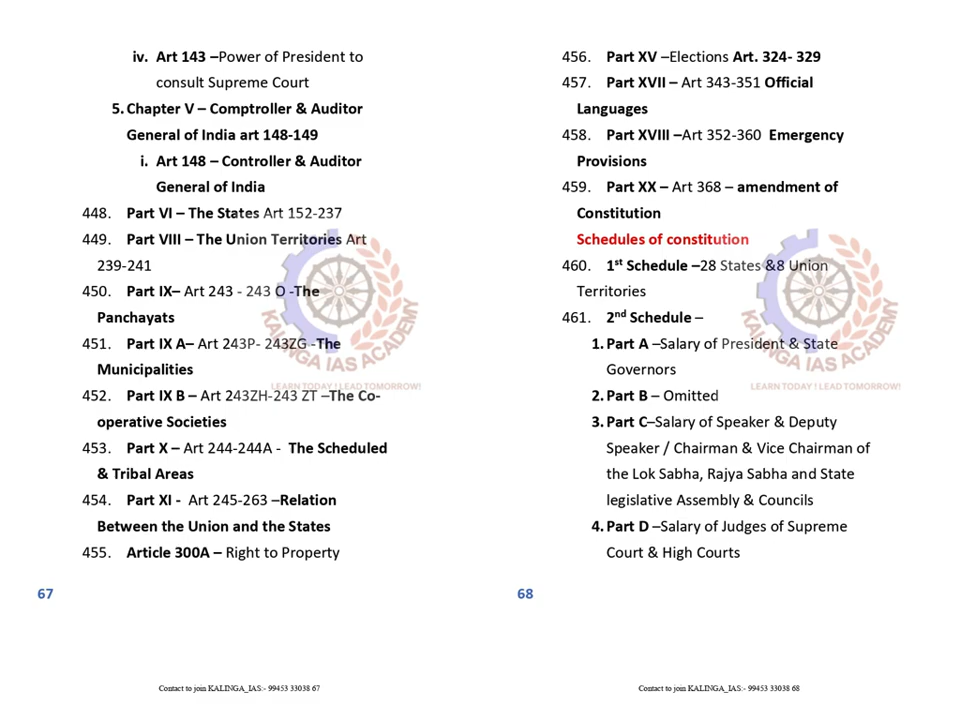 iv. Art 143 –Power of President to
consult Supreme Court
5. Chapter V – Comptroller & Auditor
General of India art 148-149
i. Art 148 – Controller & Auditor
General of India
448. Part VI – The States Art 152-237
449. Part VIII – The Union Territories Art
239-241
450. Part IX– Art 243 - 243 O -The
Panchayats
451. Part IX A– Art 243P- 243ZG -The
Municipalities
452. Part IX B – Art 243ZH-243 ZT –The Co-
operative Societies
453. Part X – Art 244-244A - The Scheduled
& Tribal Areas
454. Part XI - Art 245-263 –Relation
Between the Union and the States
455. Article 300A – Right to Property
KALINGA IAS ACADEMY
LEARN TODAY ! LEAD TOMORROW!
67
Contact to join KALINGA_IAS:- 99453 33038 67
456. Part XV –Elections Art. 324- 329
457. Part XVII – Art 343-351 Official
Languages
458. Part XVIII –Art 352-360 Emergency
Provisions
459. Part XX – Art 368 – amendment of
Constitution
Schedules of constitution
460. 1st Schedule –28 States &8 Union
Territories
461. 2nd Schedule –
1. Part A –Salary of President & State
Governors
2. Part B – Omitted
3. Part C–Salary of Speaker & Deputy
Speaker / Chairman & Vice Chairman of
the Lok Sabha, Rajya Sabha and State
legislative Assembly & Councils
4. Part D –Salary of Judges of Supreme
Court & High Courts
KALINGA IAS ACADEMY
LEARN TODAY ! LEAD TOMORROW!
68
Contact to join KALINGA_IAS:- 99453 33038 68